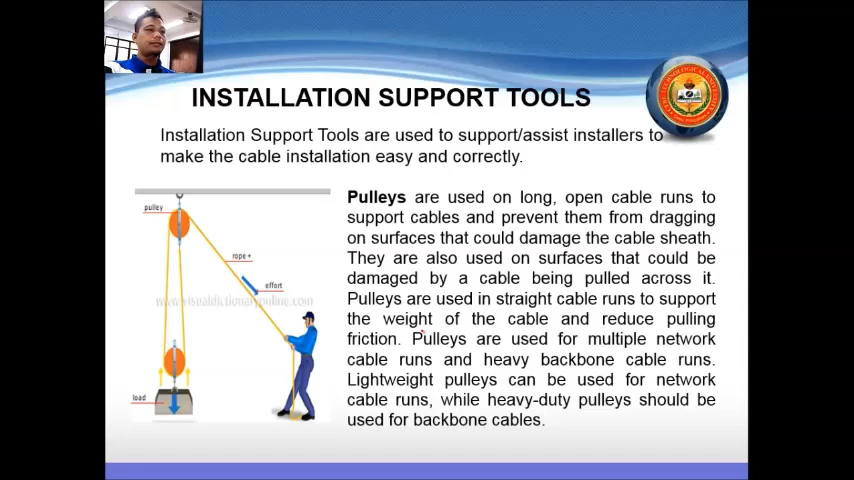 INSTALLATION SUPPORT TOOLS
Installation Support Tools are used to support/assist installers to
make the cable installation easy and correctly.
pulley
rope +
effort
www.visualdictionaryonline.com
load
Pulleys are used on long, open cable runs to
support cables and prevent them from dragging
on surfaces that could damage the cable sheath.
They are also used on surfaces that could be
damaged by a cable being pulled across it.
Pulleys are used in straight cable runs to support
the weight of the cable and reduce pulling
friction. Pulleys are used for multiple network
cable runs and heavy backbone cable runs.
Lightweight pulleys can be used for network
cable runs, while heavy-duty pulleys should be
used for backbone cables.